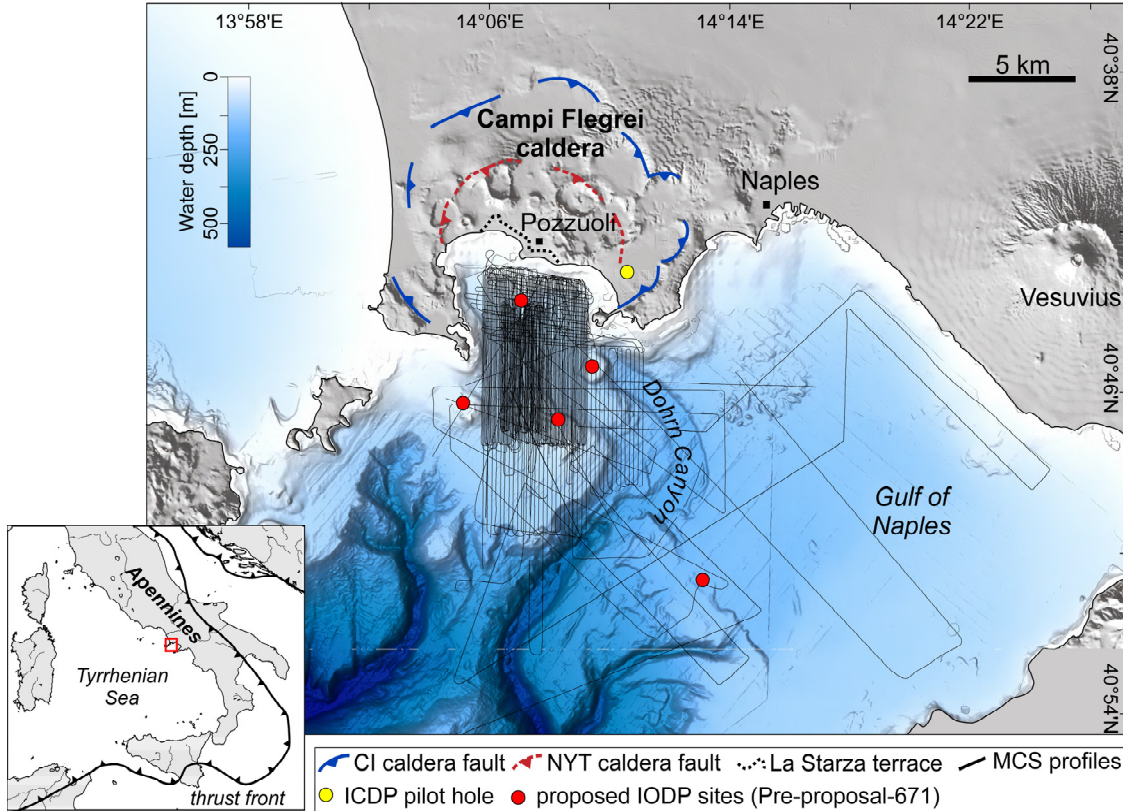 13°58'E
14°06'E
14°14'E
14°22'E
40°38'N
5 km
0
250
500
Water depth [m]
Campi Flegrei
caldera
Naples
Pozzuoli
Vesuvius
40°46'N
Dohrn Canyon
Gulf of
Naples
40°54'N
Apennines
Tyrrhenian
Sea
thrust front
CI caldera fault
NYT caldera fault
La Starza terrace
MCS profiles
ICDP pilot hole
proposed IODP sites (Pre-proposal-671)